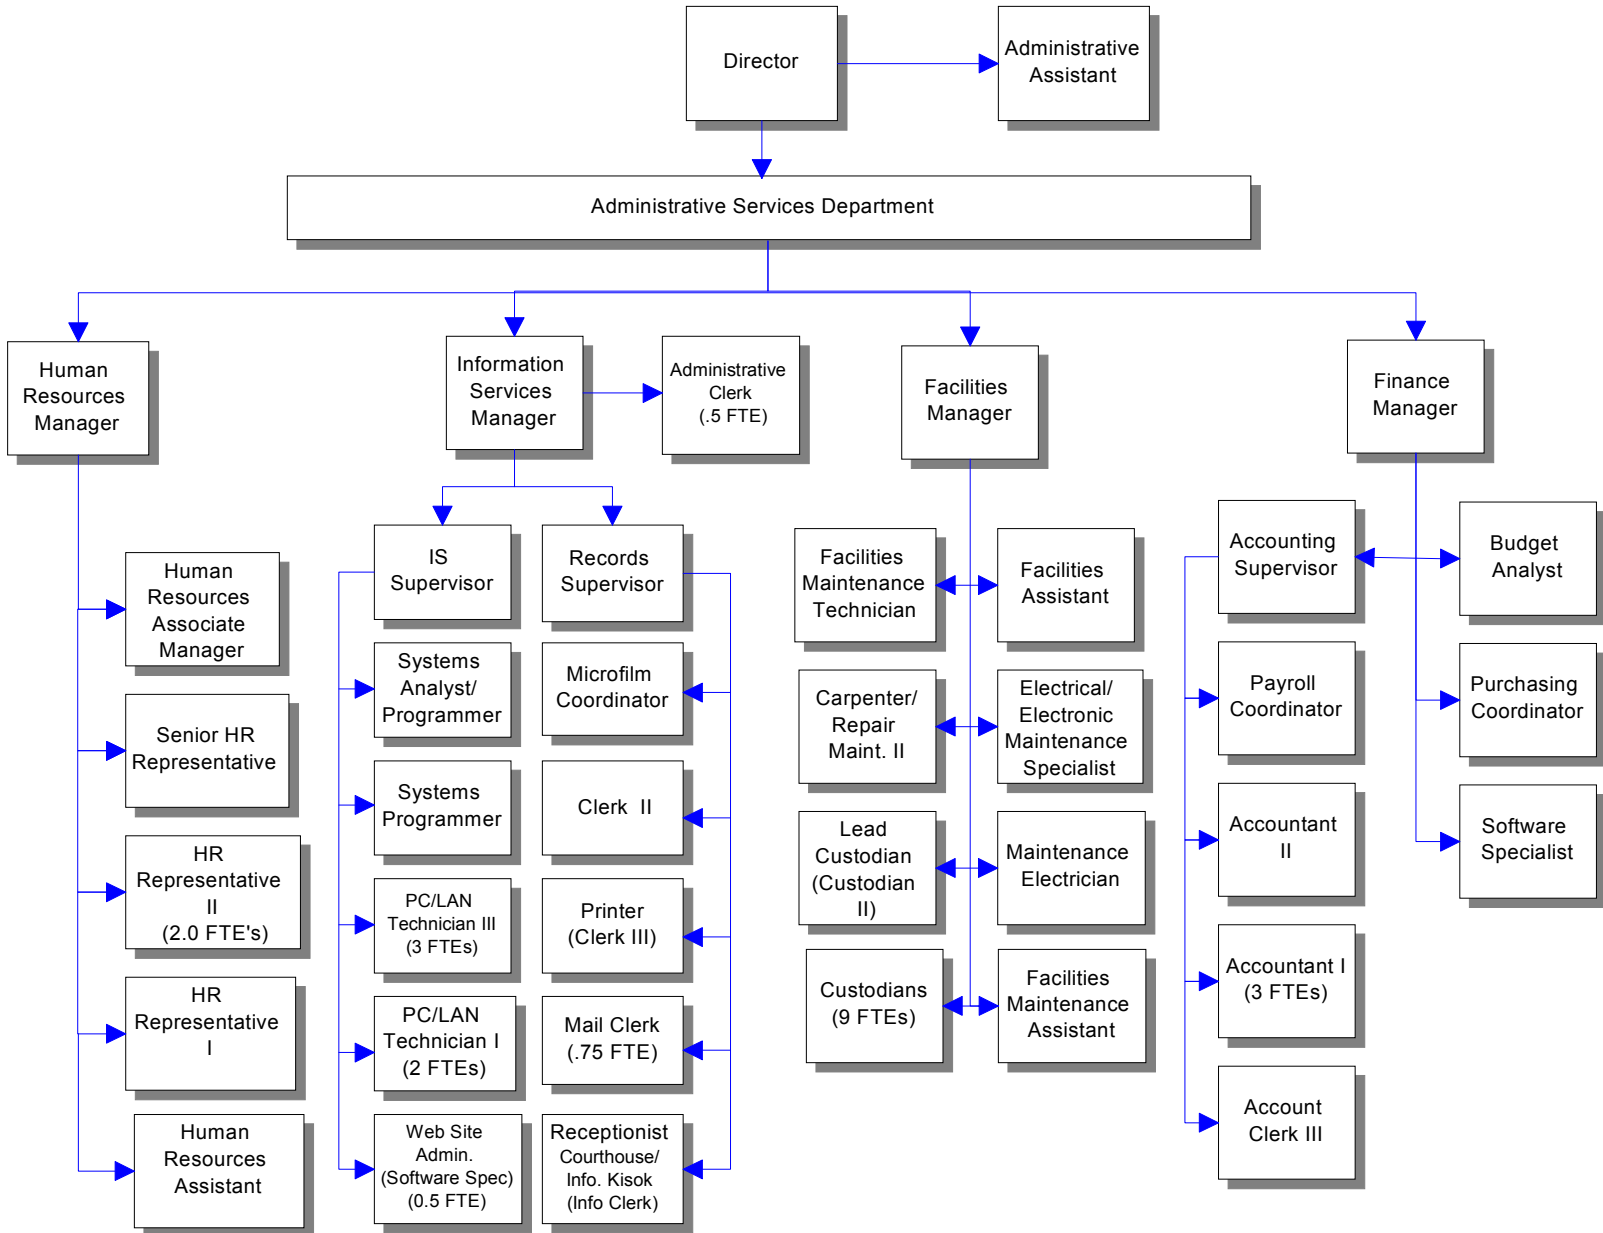 Director
Administrative
Assistant
Administrative Services Department
Human
Resources
Manager
Information
Services
Manager
Administrative
Clerk
(.5 FTE)
Facilities
Manager
Finance
Manager
Human
Resources
Associate
Manager
Senior HR
Representative
HR
Representative
II
(2.0 FTE's)
HR
Representative
I
Human
Resources
Assistant
IS
Supervisor
Systems
Analyst/
Programmer
Systems
Programmer
PC/LAN
Technician III
(3 FTEs)
PC/LAN
Technician I
(2 FTEs)
Web Site
Admin.
(Software Spec)
(0.5 FTE)
Records
Supervisor
Microfilm
Coordinator
Clerk II
Printer
(Clerk III)
Mail Clerk
(.75 FTE)
Receptionist
Courthouse/
Info. Kisok
(Info Clerk)
Facilities
Maintenance
Technician
Facilities
Assistant
Carpenter/
Repair
Maint. II
Electrical/
Electronic
Maintenance
Specialist
Lead
Custodian
(Custodian
II)
Maintenance
Electrician
Custodians
(9 FTEs)
Facilities
Maintenance
Assistant
Accounting
Supervisor
Payroll
Coordinator
Accountant
II
Accountant I
(3 FTEs)
Account
Clerk III
Budget
Analyst
Purchasing
Coordinator
Software
Specialist